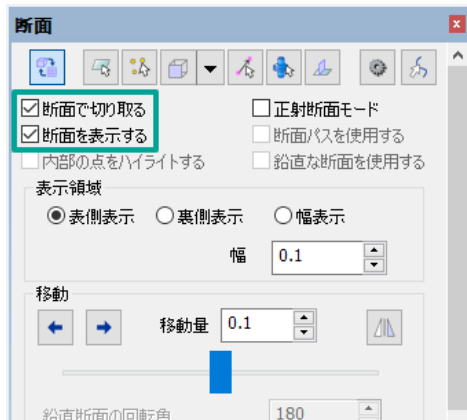 断面
断面で切り取る
正射断面モード
断面を表示する
断面パスを使用する
内部の点をハイライトする
鉛直な断面を使用する
表示領域
表側表示
裏側表示
幅表示
幅
0.1
移動
移動量
0.1
鉛直断面の回転角
180